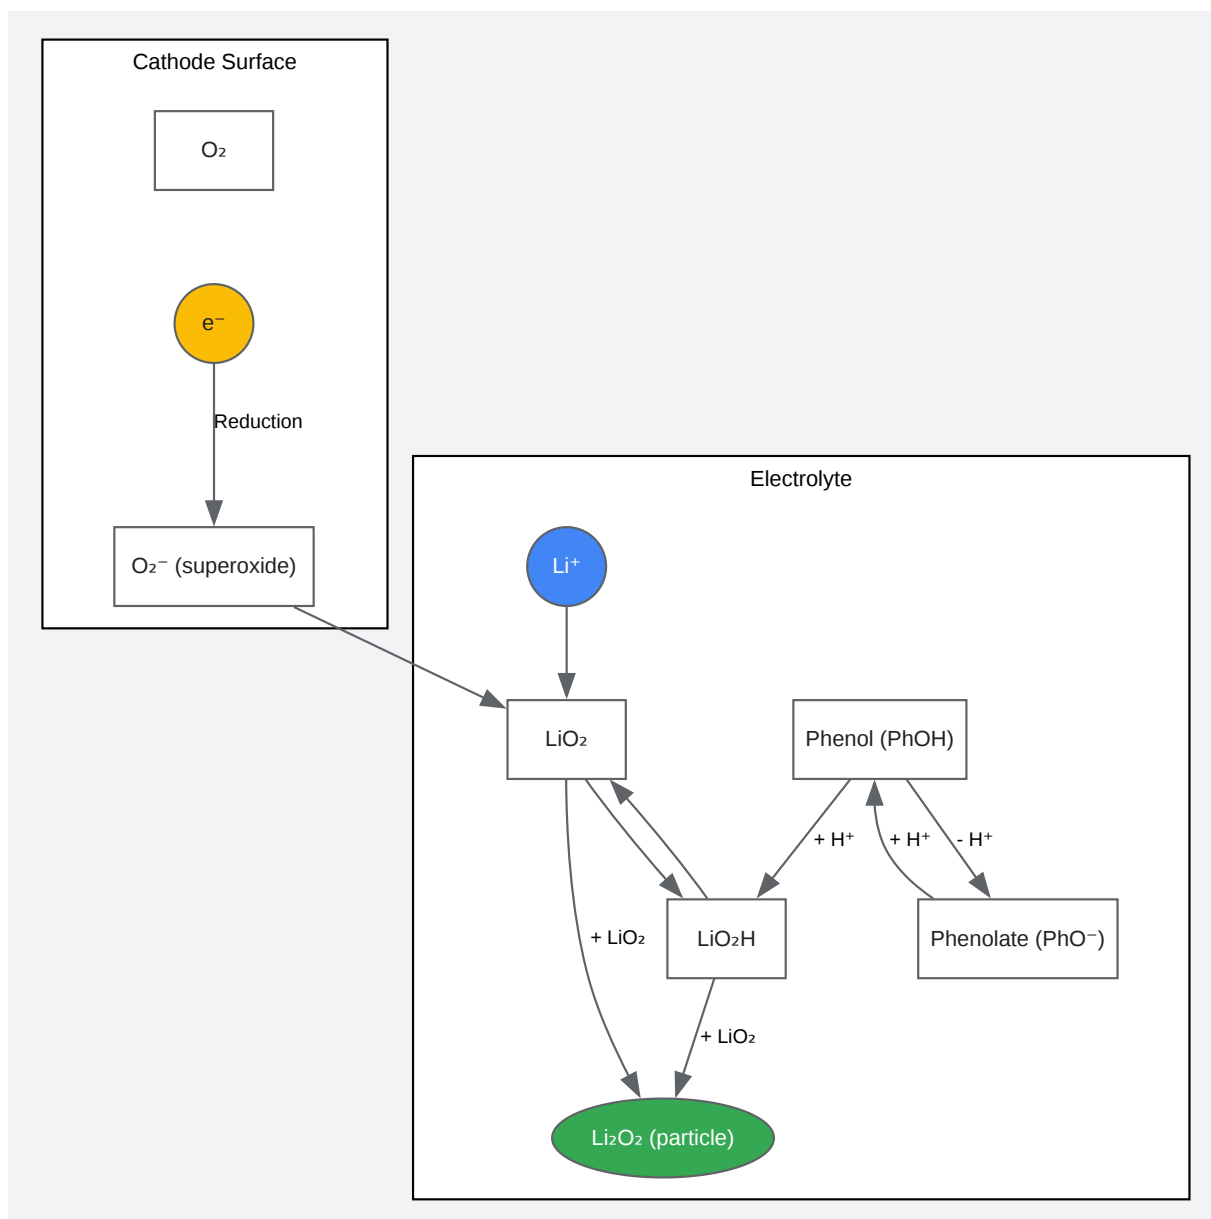 Cathode Surface
O₂
e⁻
Reduction
O₂⁻ (superoxide)
Electrolyte
Li⁺
LiO₂
Phenol (PhOH)
+ H⁺
+ H⁺
- H⁺
LiO₂H
Phenolate (PhO⁻)
+ LiO₂
+ LiO₂
Li₂O₂ (particle)